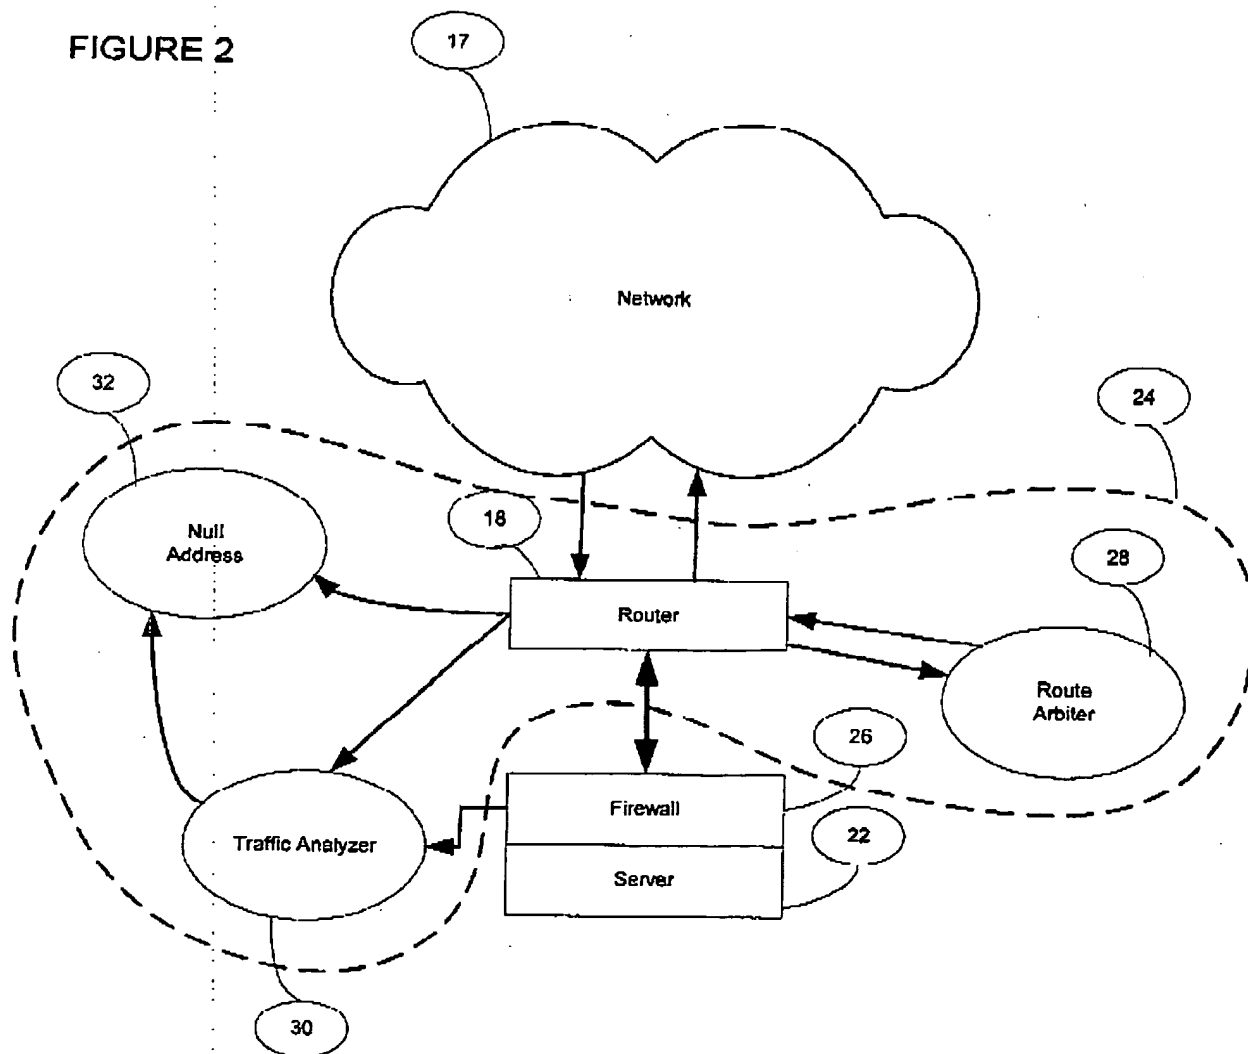 FIGURE 2
17
Network
32
24
18
Null
Address
28
Router
Route
Arbiter
26
Firewall
22
Traffic Analyzer
Server
30